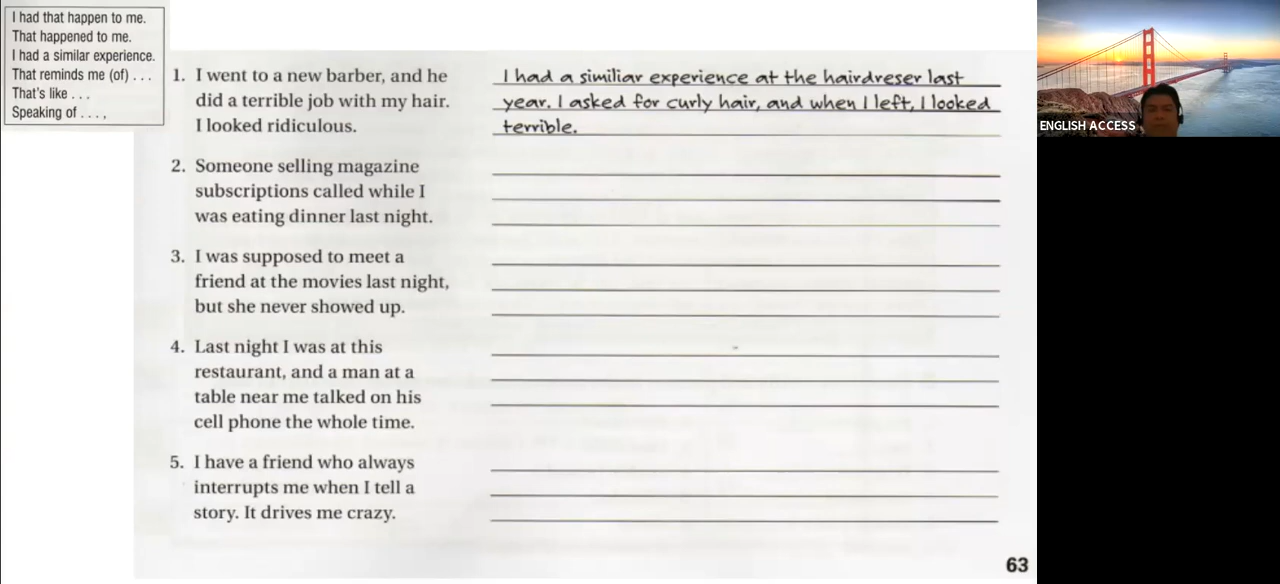 I had that happen to me.
That happened to me.
I had a similar experience.
That reminds me (of) . . .
That's like . . .
Speaking of . . . ,
1. I went to a new barber, and he
did a terrible job with my hair.
I looked ridiculous.
I had a similiar experience at the hairdreser last
year. I asked for curly hair, and when I left, I looked
terrible.
2. Someone selling magazine
subscriptions called while I
was eating dinner last night.
3. I was supposed to meet a
friend at the movies last night,
but she never showed up.
4. Last night I was at this
restaurant, and a man at a
table near me talked on his
cell phone the whole time.
5. I have a friend who always
interrupts me when I tell a
story. It drives me crazy.
63
ENGLISH ACCESS